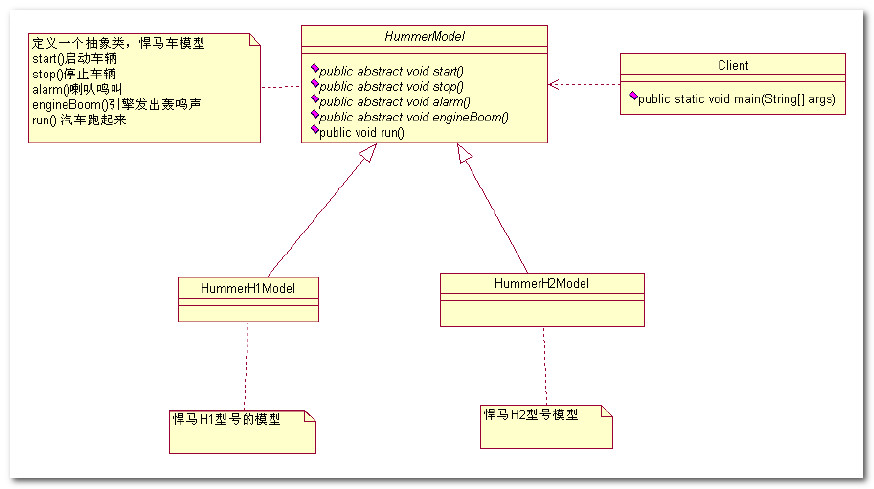 定义一个抽象类，悍马车模型
start()启动车辆
stop()停止车辆
alarm()喇叭鸣叫
engineBoom()引擎发出轰鸣声
run() 汽车跑起来
HummerModel
public abstract void start()
public abstract void stop()
public abstract void alarm()
public abstract void engineBoom()
public void run()
Client
public static void main(String[] args)
HummerH1Model
HummerH2Model
悍马H1型号的模型
悍马H2型号模型